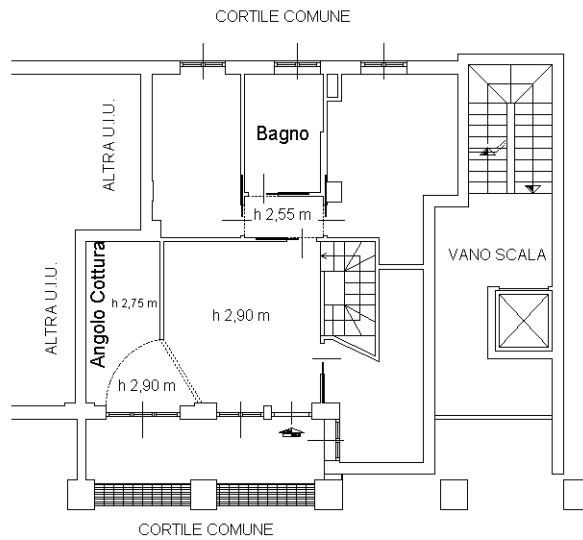 CORTILE COMUNE
ALTRA U.I.U.
Bagno
h 2,55 m
VANO SCALA
ALTRA U.I.U.
Angolo Cottura
h 2,75 m
h 2,90 m
h 2,90 m
CORTILE COMUNE